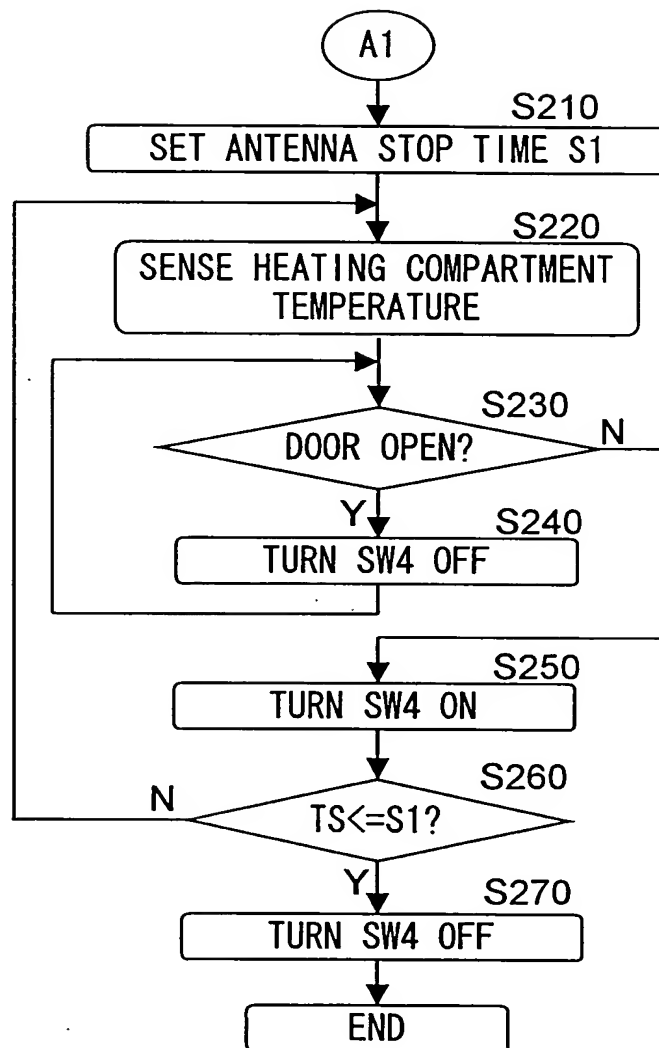 A1
S210
SET ANTENNA STOP TIME S1
S220
SENSE HEATING COMPARTMENT
TEMPERATURE
S230
DOOR OPEN?
N
Y
S240
TURN SW4 OFF
S250
TURN SW4 ON
S260
N
TS<=S1?
Y
S270
TURN SW4 OFF
END